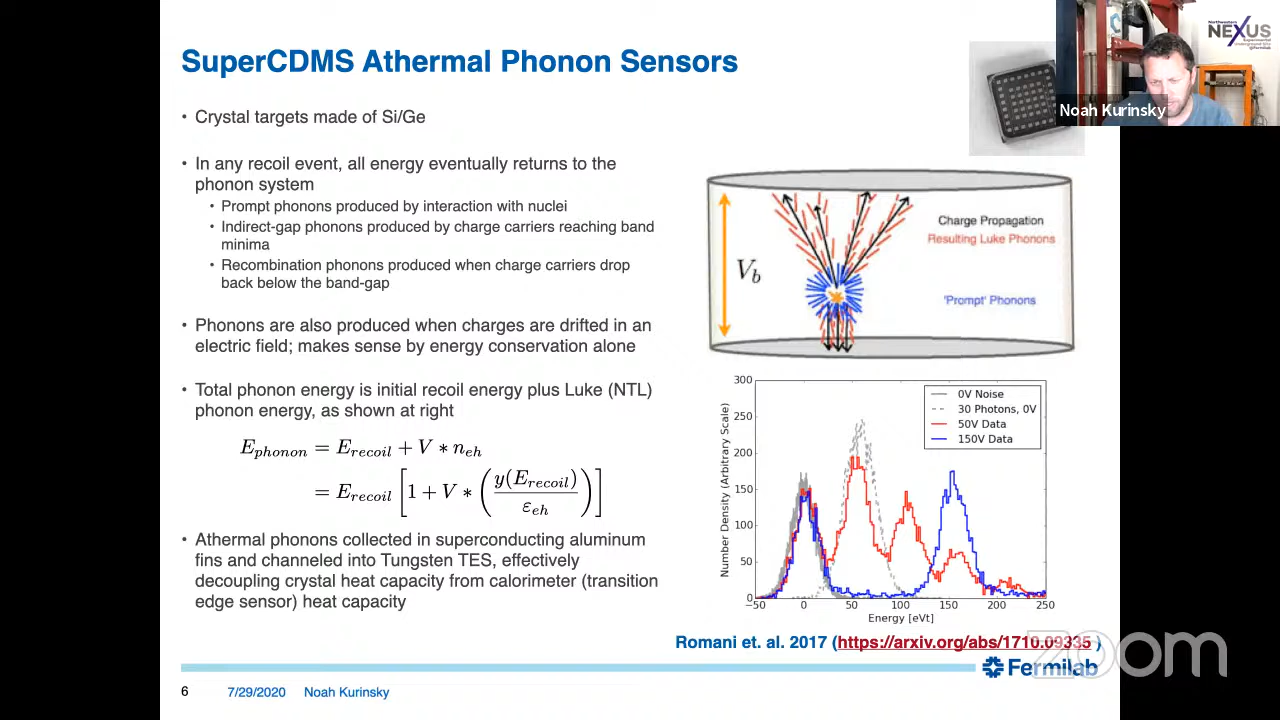 SuperCDMS Athermal Phonon Sensors
NEXUS
@Fermilab
Noah Kurinsky
• Crystal targets made of Si/Ge
• In any recoil event, all energy eventually returns to the
phonon system
• Prompt phonons produced by interaction with nuclei
• Indirect-gap phonons produced by charge carriers reaching band
minima
• Recombination phonons produced when charge carriers drop
back below the band-gap
• Phonons are also produced when charges are drifted in an
electric field; makes sense by energy conservation alone
• Total phonon energy is initial recoil energy plus Luke (NTL)
phonon energy, as shown at right
E_phonon = E_recoil + V * n_eh
= E_recoil [ 1 + V * ( y(E_recoil) / ε_eh ) ]
• Athermal phonons collected in superconducting aluminum
fins and channeled into Tungsten TES, effectively
decoupling crystal heat capacity from calorimeter (transition
edge sensor) heat capacity
V_b
Charge Propagation
Resulting Luke Phonons
'Prompt' Phonons
Number Density (Arbitrary Scale)
300
250
200
150
100
50
0
0V Noise
30 Photons, 0V
50V Data
150V Data
−50 0 50 100 150 200 250
Energy [eVt]
Romani et. al. 2017 (https://arxiv.org/abs/1710.09335 )
zoom
Fermilab
6 7/29/2020 Noah Kurinsky